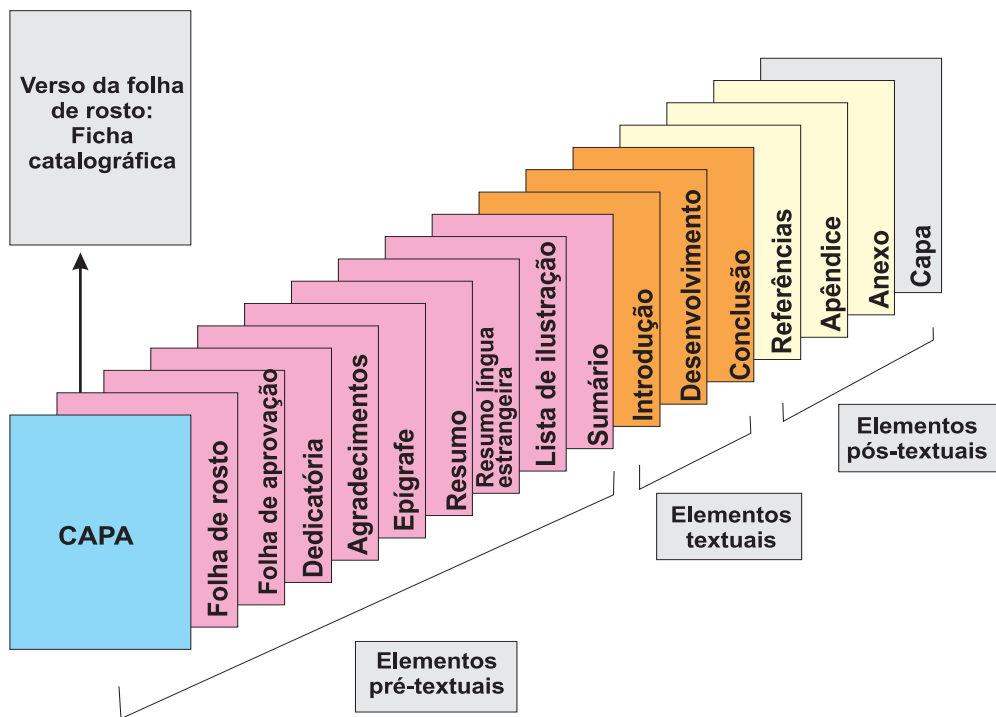 Verso da folha
de rosto:
Ficha
catalográfica
CAPA
Folha de rosto
Folha de aprovação
Dedicatória
Agradecimentos
Epígrafe
Resumo
Resumo língua
estrangeira
Lista de ilustração
Sumário
Introdução
Desenvolvimento
Conclusão
Referências
Apêndice
Anexo
Capa
Elementos
pré-textuais
Elementos
textuais
Elementos
pós-textuais